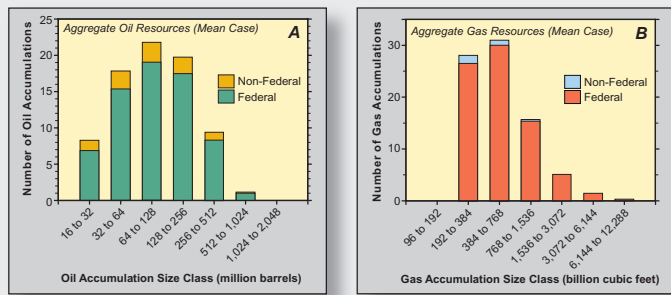 Aggregate Oil Resources (Mean Case)
A
Number of Oil Accumulations
25
20
15
10
5
0
Non-Federal
Federal
16 to 32
32 to 64
64 to 128
128 to 256
256 to 512
512 to 1,024
1,024 to 2,048
Oil Accumulation Size Class (million barrels)
Aggregate Gas Resources (Mean Case)
B
Number of Gas Accumulations
30
20
10
0
Non-Federal
Federal
96 to 192
192 to 384
384 to 768
768 to 1.536
1,536 to 3,072
3,072 to 6,144
6,144 to 12,288
Gas Accumulation Size Class (billion cubic feet)